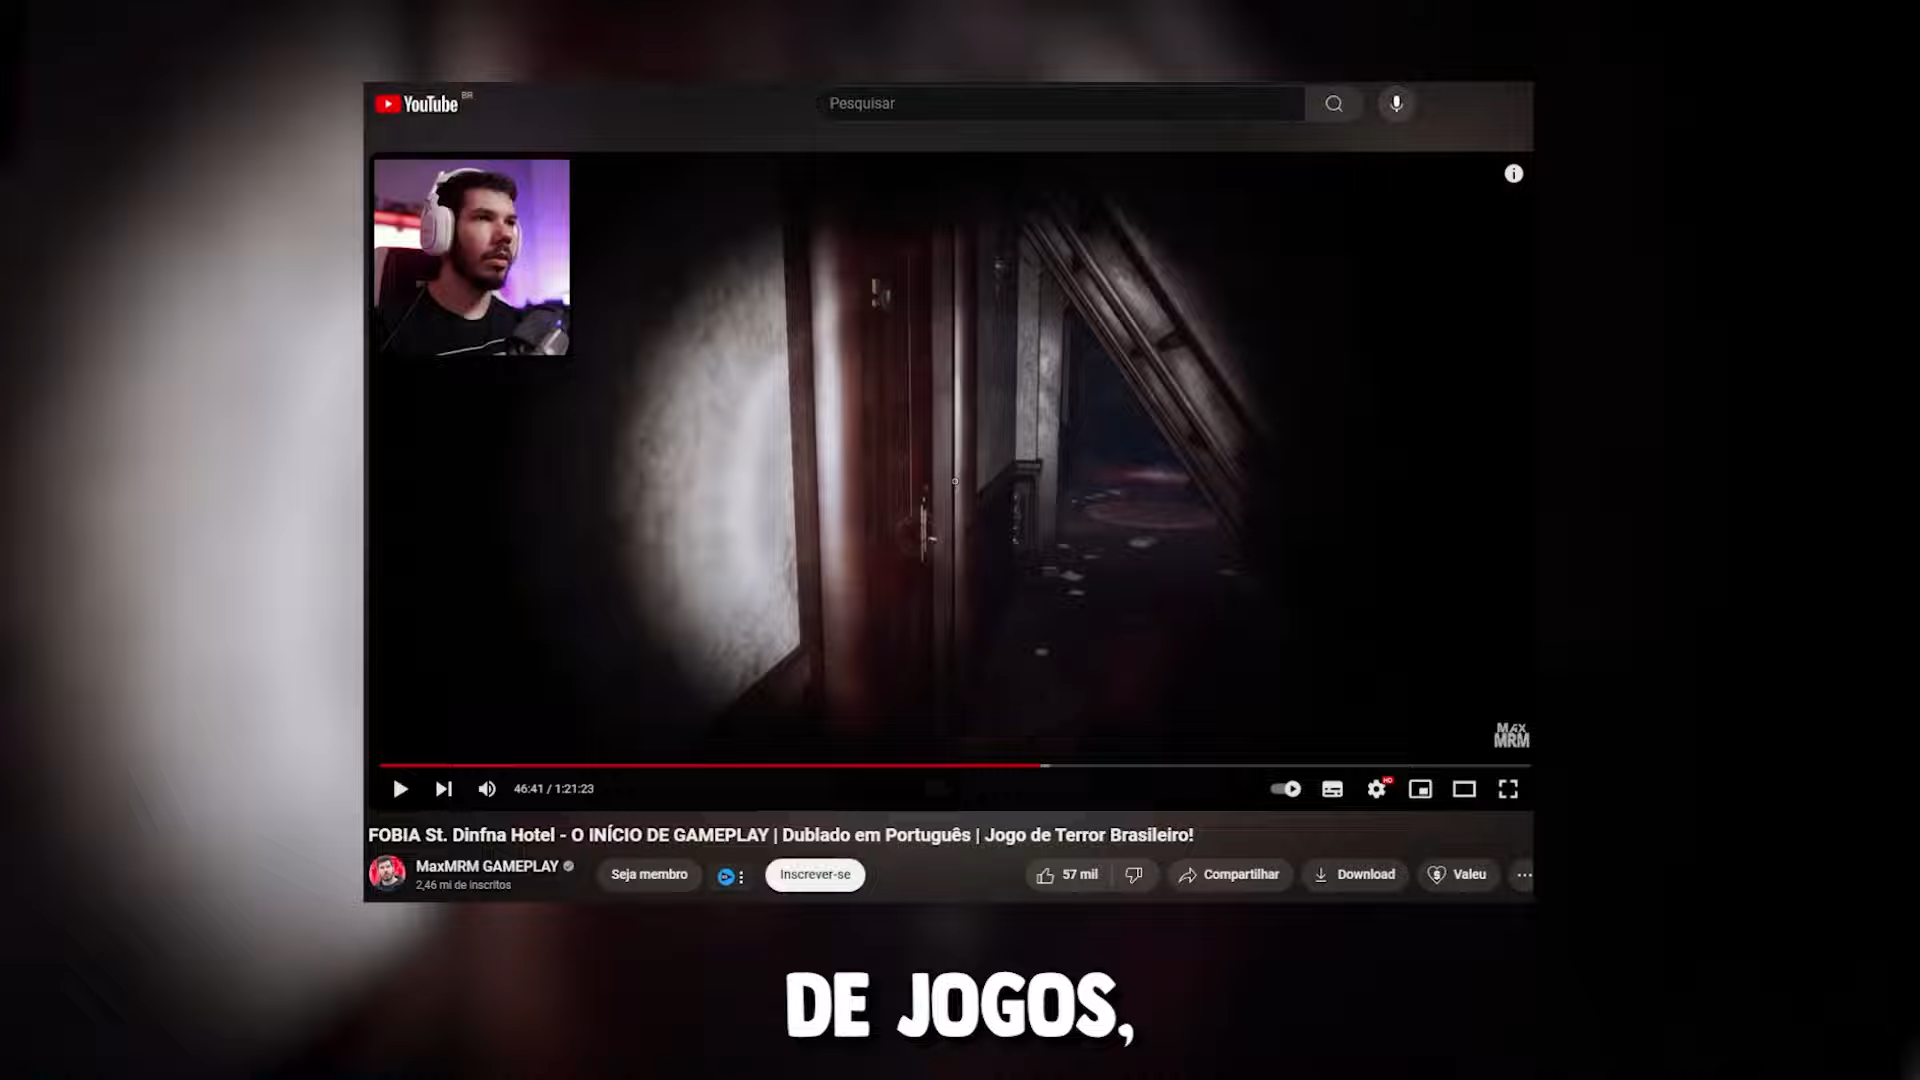 YouTube BR
Pesquisar
MAX
MRM
46:41 / 1:21:23
HD
FOBIA St. Dinfna Hotel - O INÍCIO DE GAMEPLAY | Dublado em Português | Jogo de Terror Brasileiro!
MaxMRM GAMEPLAY
2,46 mi de inscritos
Seja membro
Inscrever-se
57 mil
Compartilhar
Download
Valeu
DE JOGOS,